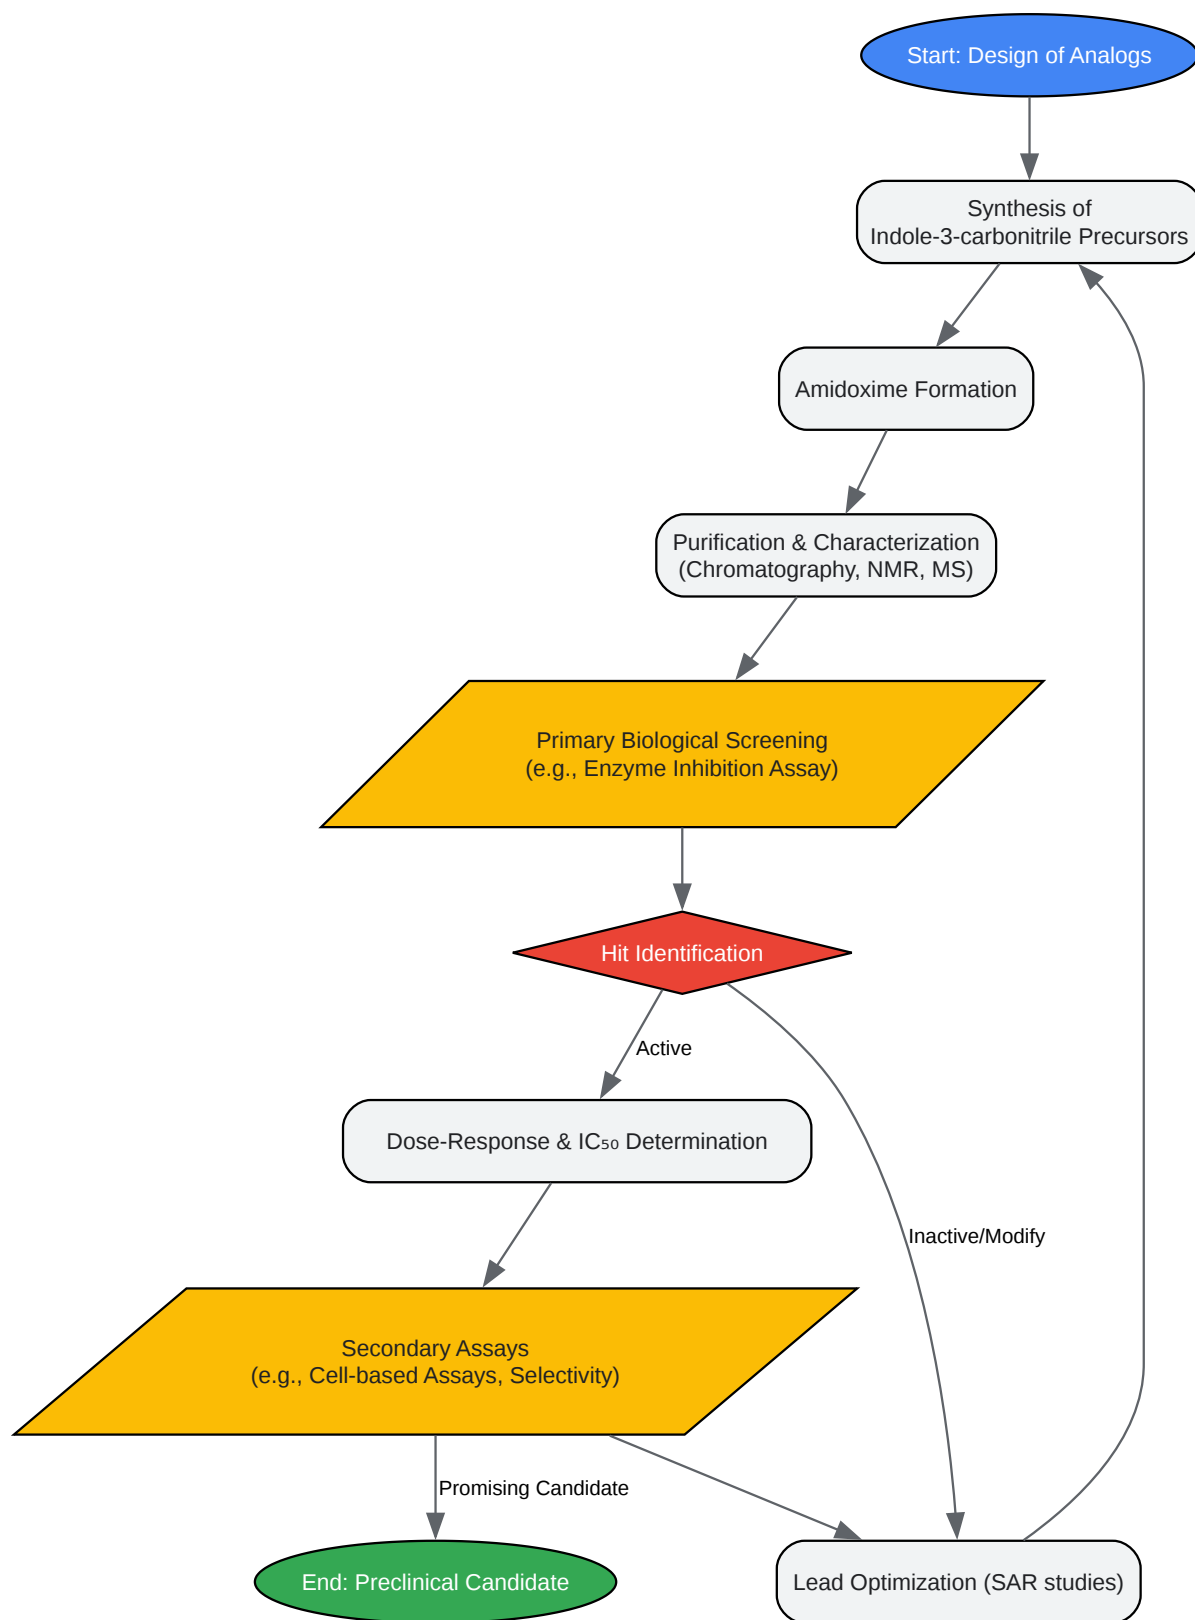 Start: Design of Analogs
Synthesis of
Indole-3-carbonitrile Precursors
Amidoxime Formation
Purification & Characterization
(Chromatography, NMR, MS)
Primary Biological Screening
(e.g., Enzyme Inhibition Assay)
Hit Identification
Active
Dose-Response & IC₅₀ Determination
Inactive/Modify
Secondary Assays
(e.g., Cell-based Assays, Selectivity)
Promising Candidate
End: Preclinical Candidate
Lead Optimization (SAR studies)